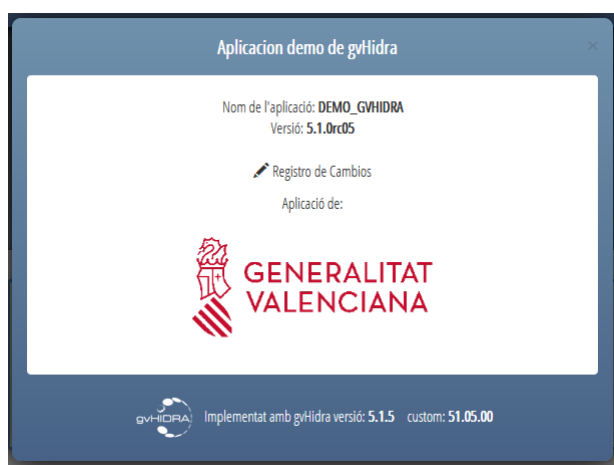 Aplicacion demo de gvHidra ×
Nom de l'aplicació: DEMO_GVHIDRA
Versió: 5.1.0rc05
Registro de Cambios
Aplicació de:
GENERALITAT
VALENCIANA
gvHIDRA Implementat amb gvHidra versió: 5.1.5 custom: 51.05.00